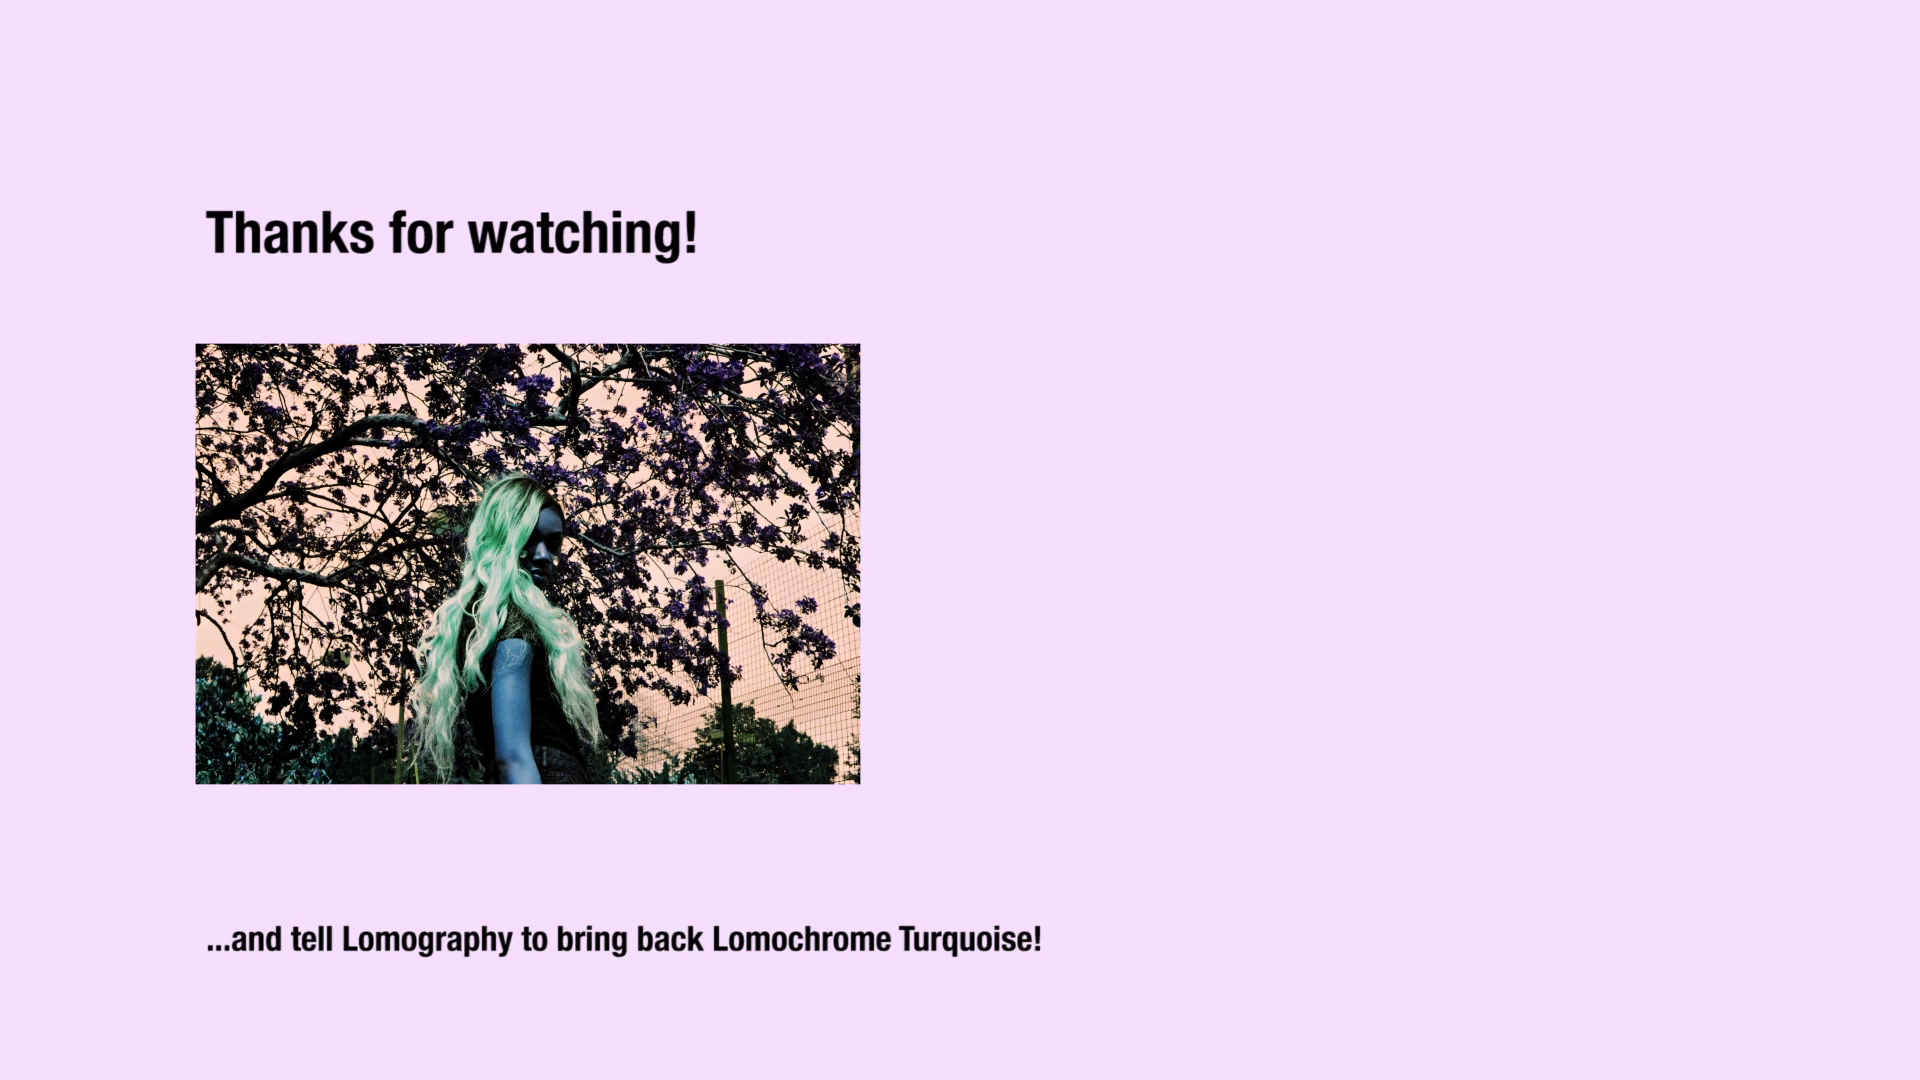 Thanks for watching!
...and tell Lomography to bring back Lomochrome Turquoise!